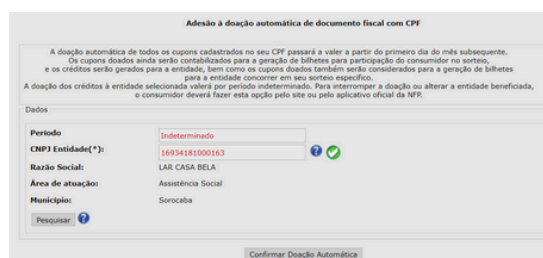 Adesão à doação automática de documento fiscal com CPF
A doação automática de todos os cupons cadastrados no seu CPF passará a valer a partir do primeiro dia do mês subsequente.
Os cupons doados ainda serão contabilizados para a geração de bilhetes para participação do consumidor no sorteio,
e os créditos serão gerados para a entidade, bem como os cupons doados também serão considerados para a geração de bilhetes
para a entidade concorrer em seu sorteio específico.
A doação dos créditos à entidade selecionada valerá por período indeterminado. Para interromper a doação ou alterar a entidade beneficiada,
o consumidor deverá fazer esta opção pelo site ou pelo aplicativo oficial da NFP.
Dados
Período Indeterminado
CNPJ Entidade(*): 16934181000163 ?
Razão Social: LAR CASA BELA
Área de atuação: Assistência Social
Município: Sorocaba
Pesquisar ?
Confirmar Doação Automática